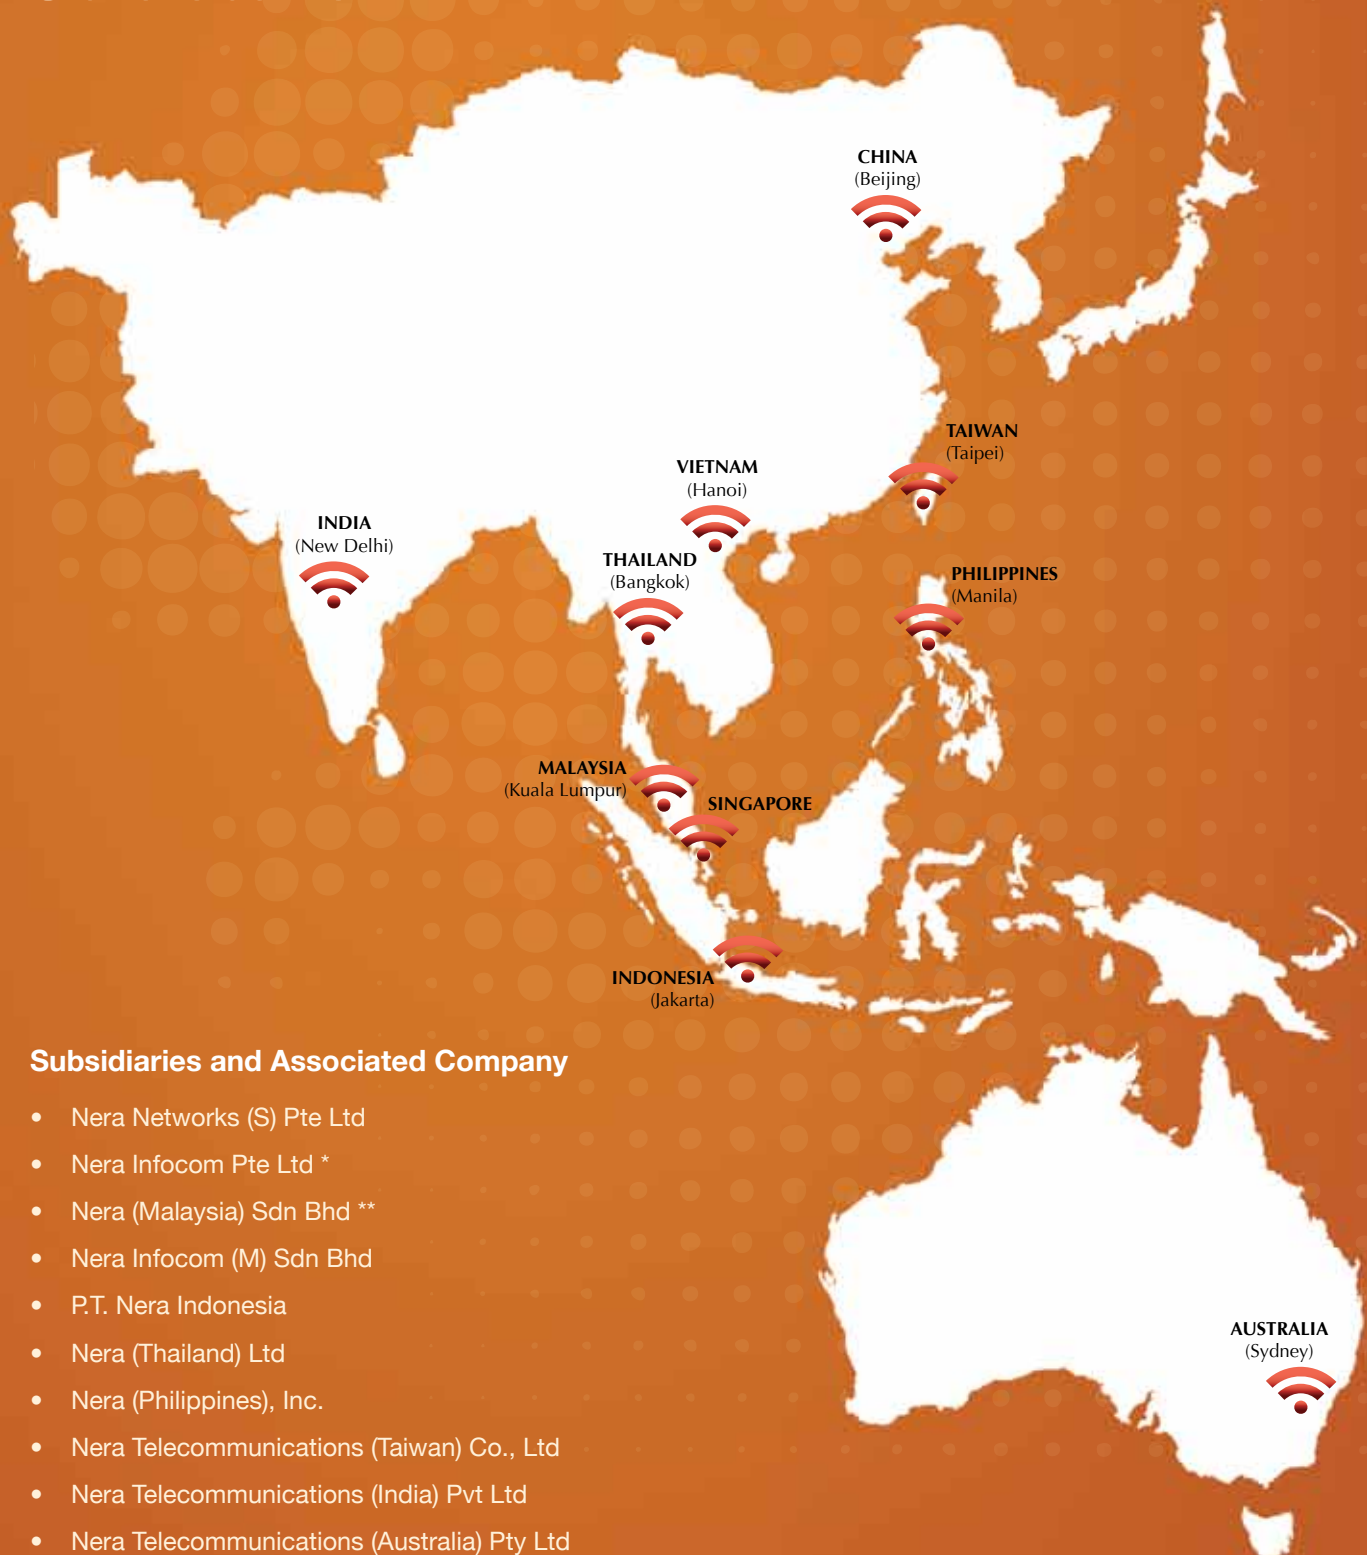 CHINA
(Beijing)
TAIWAN
(Taipei)
VIETNAM
(Hanoi)
INDIA
(New Delhi)
THAILAND
(Bangkok)
PHILIPPINES
(Manila)
MALAYSIA
(Kuala Lumpur)
SINGAPORE
INDONESIA
(Jakarta)
Subsidiaries and Associated Company
• Nera Networks (S) Pte Ltd
• Nera Infocom Pte Ltd *
• Nera (Malaysia) Sdn Bhd **
• Nera Infocom (M) Sdn Bhd
• P.T. Nera Indonesia
• Nera (Thailand) Ltd
• Nera (Philippines), Inc.
• Nera Telecommunications (Taiwan) Co., Ltd
• Nera Telecommunications (India) Pvt Ltd
• Nera Telecommunications (Australia) Pty Ltd
AUSTRALIA
(Sydney)